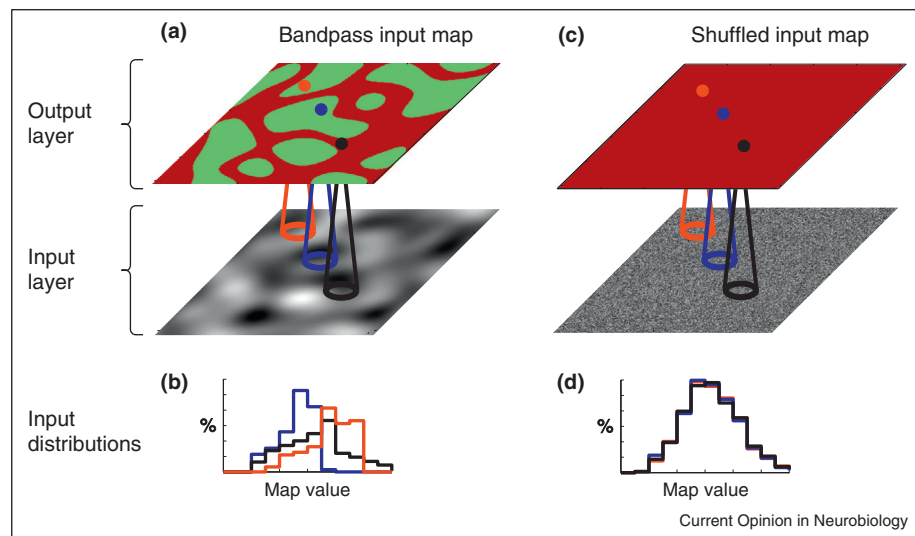 (a)
Bandpass input map
(c)
Shuffled input map
Output
layer
Input
layer
(b)
(d)
Input
distributions
%
Map value
%
Map value
Current Opinion in Neurobiology